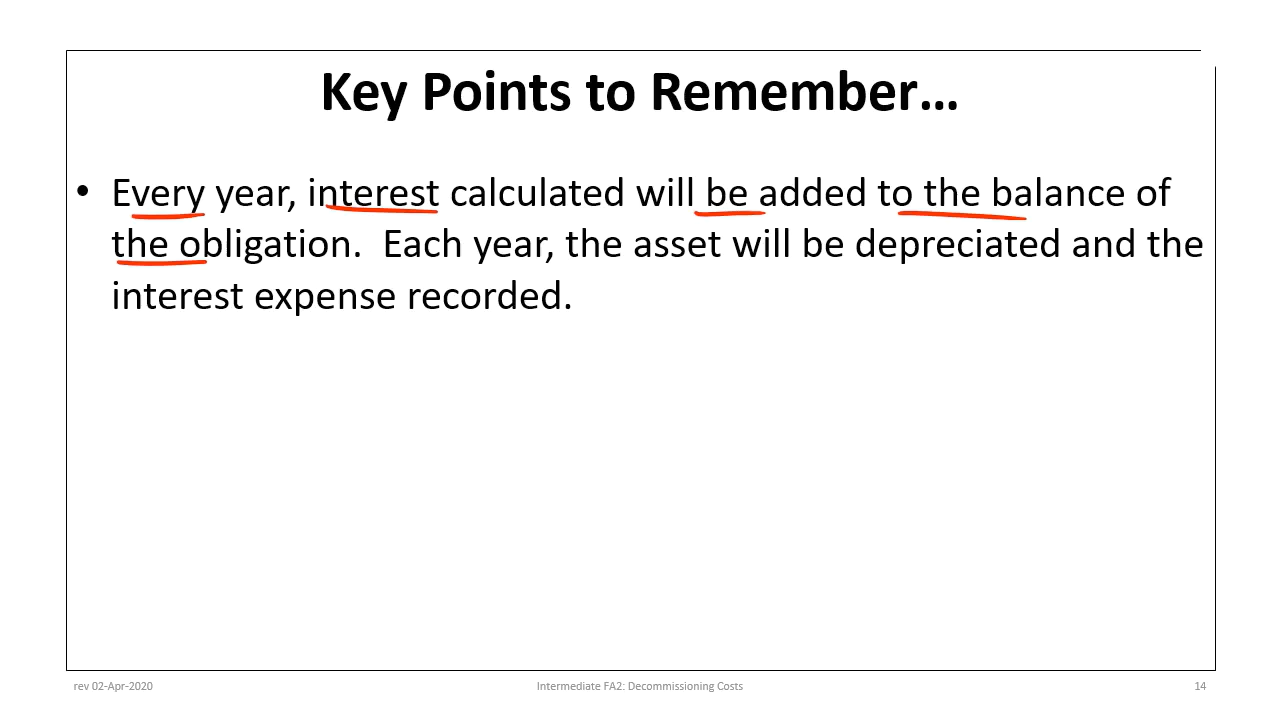 Key Points to Remember…
• Every year, interest calculated will be added to the balance of
the obligation.  Each year, the asset will be depreciated and the
interest expense recorded.
rev 02-Apr-2020 Intermediate FA2: Decommissioning Costs 14